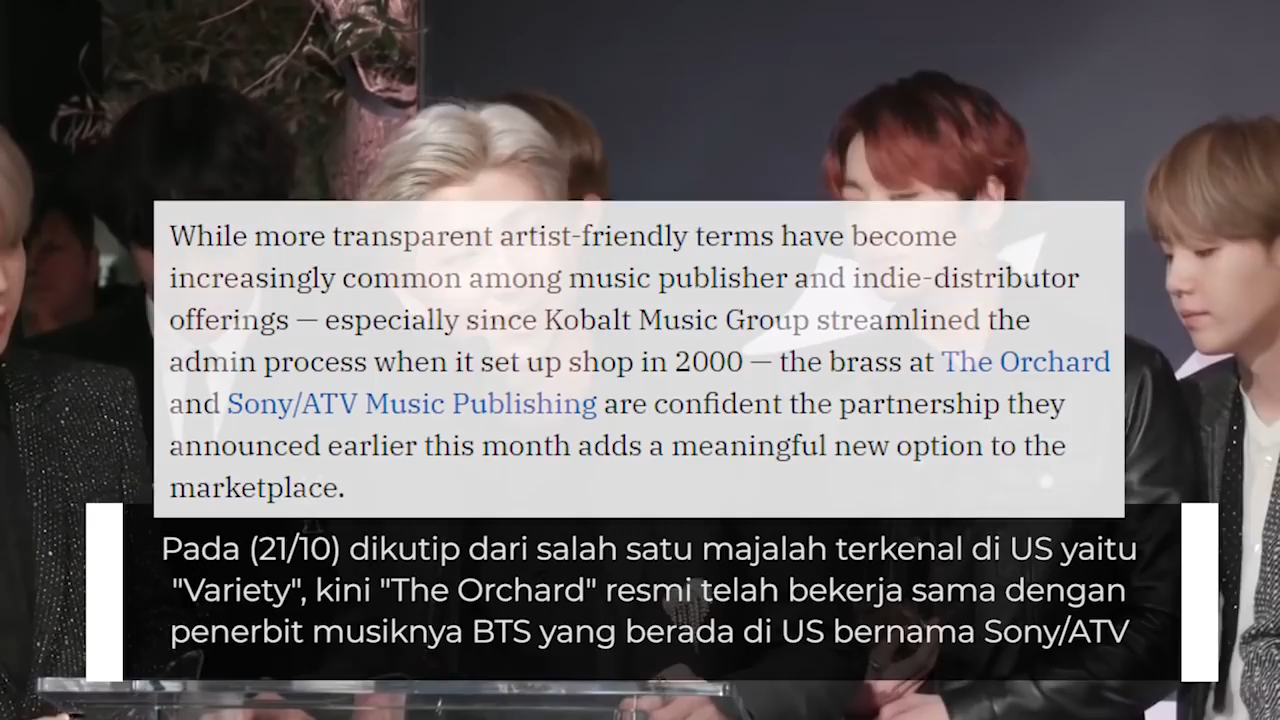 While more transparent artist-friendly terms have become
increasingly common among music publisher and indie-distributor
offerings — especially since Kobalt Music Group streamlined the
admin process when it set up shop in 2000 — the brass at The Orchard
and Sony/ATV Music Publishing are confident the partnership they
announced earlier this month adds a meaningful new option to the
marketplace.
Pada (21/10) dikutip dari salah satu majalah terkenal di US yaitu
"Variety", kini "The Orchard" resmi telah bekerja sama dengan
penerbit musiknya BTS yang berada di US bernama Sony/ATV